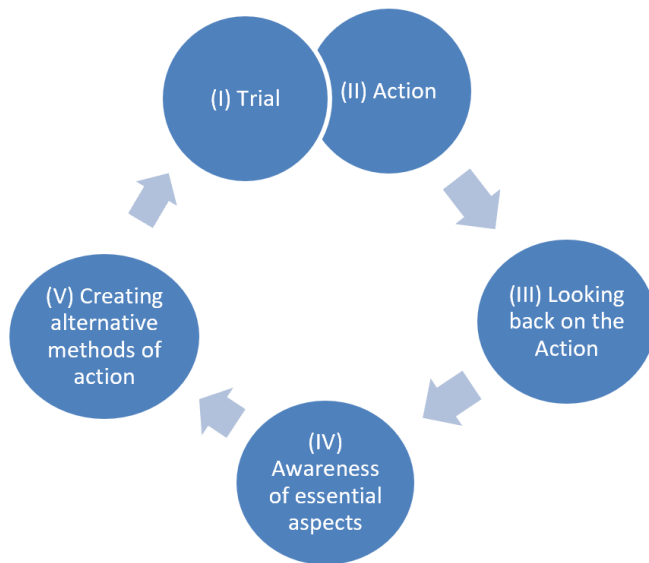 (I) Trial
(II) Action
(III) Looking
back on the
Action
(IV)
Awareness
of essential
aspects
(V) Creating
alternative
methods of
action